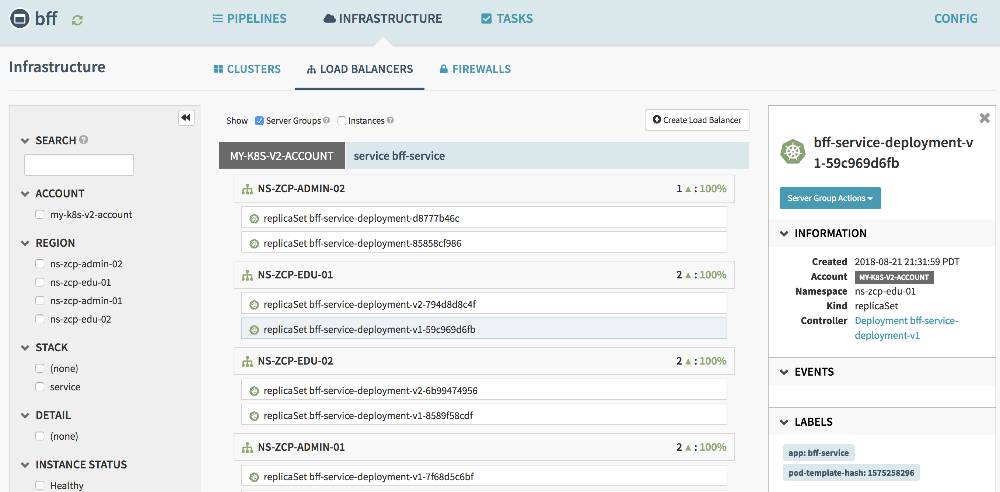 bff
PIPELINES
INFRASTRUCTURE
TASKS
CONFIG
Infrastructure
CLUSTERS
LOAD BALANCERS
FIREWALLS
SEARCH ?
ACCOUNT
my-k8s-v2-account
REGION
ns-zcp-admin-02
ns-zcp-edu-01
ns-zcp-admin-01
ns-zcp-edu-02
STACK
(none)
service
DETAIL
(none)
INSTANCE STATUS
Healthy
Show Server Groups ? Instances ?
Create Load Balancer
MY-K8S-V2-ACCOUNT service bff-service
NS-ZCP-ADMIN-02 1 ▲ : 100%
replicaSet bff-service-deployment-d8777b46c
replicaSet bff-service-deployment-85858cf986
NS-ZCP-EDU-01 2 ▲ : 100%
replicaSet bff-service-deployment-v2-794d8d8c4f
replicaSet bff-service-deployment-v1-59c969d6fb
NS-ZCP-EDU-02 2 ▲ : 100%
replicaSet bff-service-deployment-v2-6b99474956
replicaSet bff-service-deployment-v1-8589f58cdf
NS-ZCP-ADMIN-01 2 ▲ : 100%
replicaSet bff-service-deployment-v1-7f68d5c6bf
bff-service-deployment-v
1-59c969d6fb
Server Group Actions
INFORMATION
Created 2018-08-21 21:31:59 PDT
Account MY-K8S-V2-ACCOUNT
Namespace ns-zcp-edu-01
Kind replicaSet
Controller Deployment bff-service-
deployment-v1
EVENTS
LABELS
app: bff-service
pod-template-hash: 1575258296